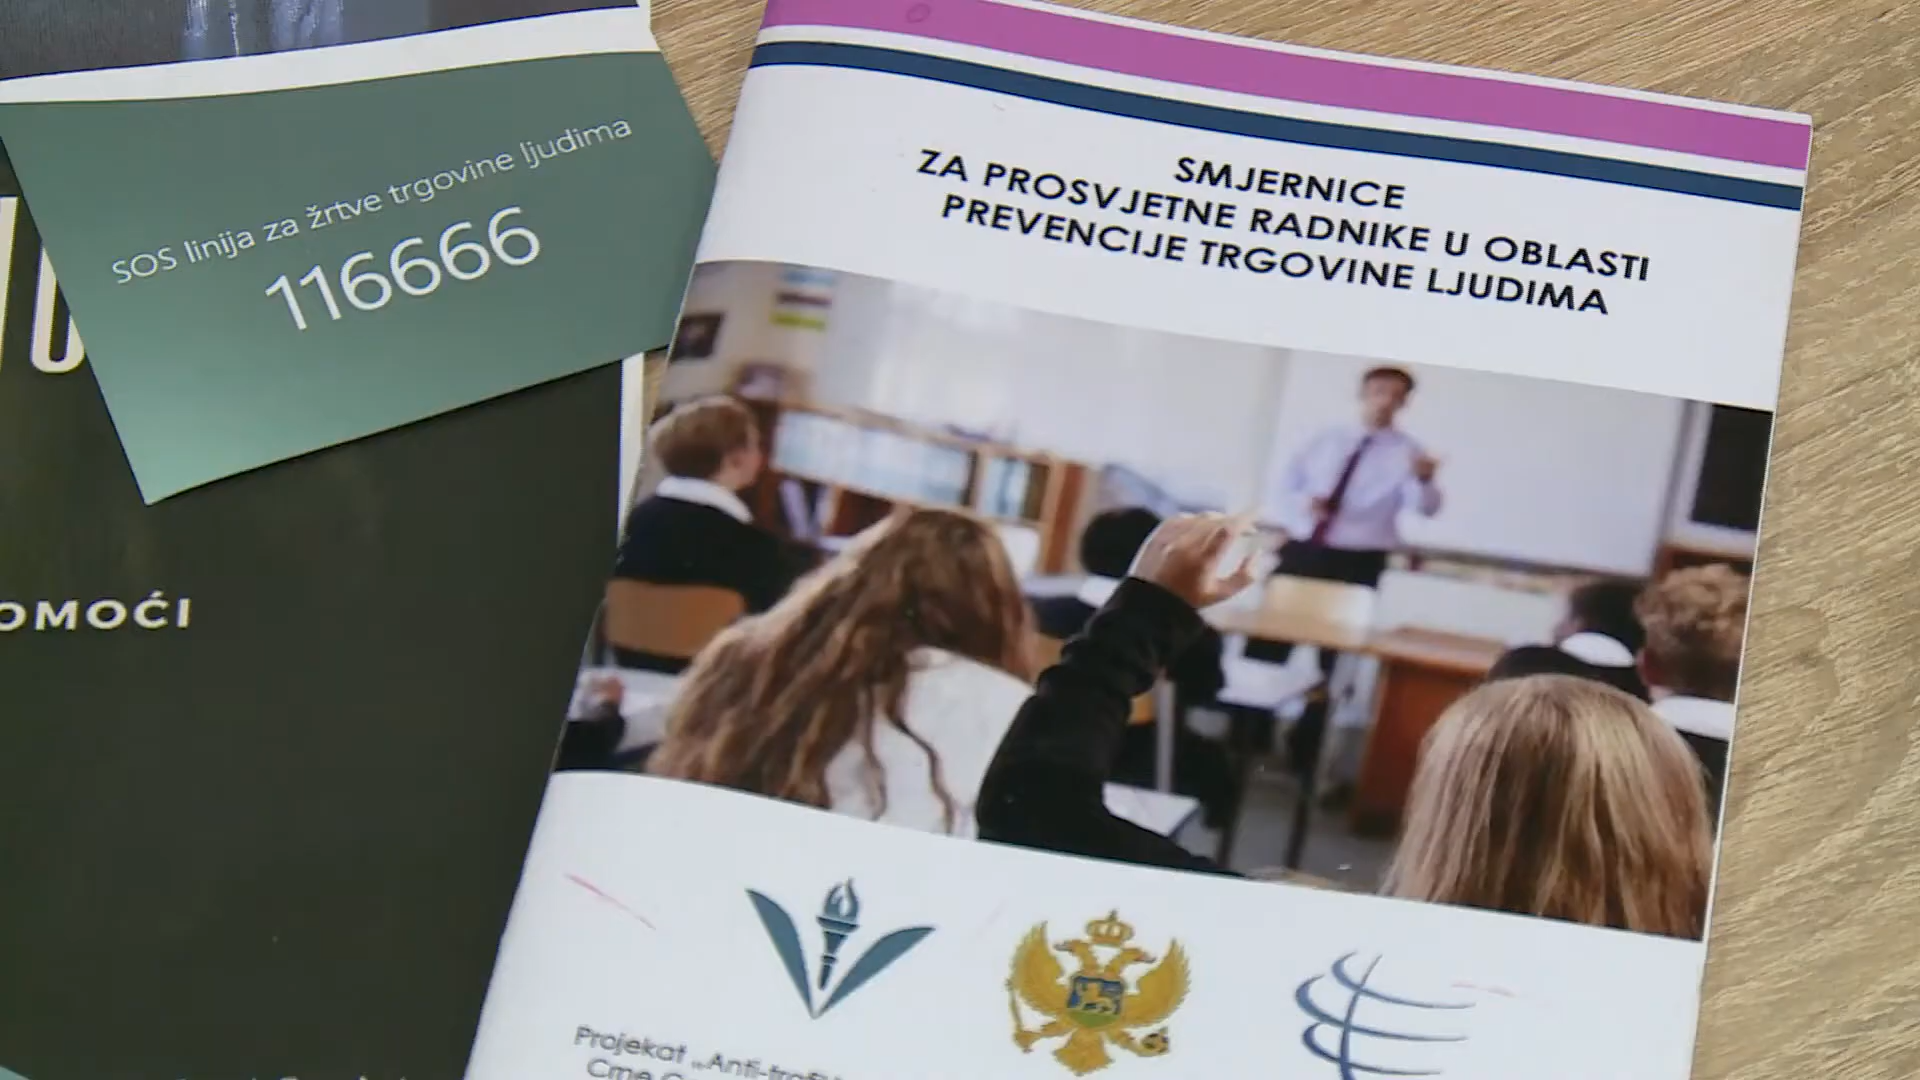 SOS linija za žrtve trgovine ljudima
116666
SMJERNICE
ZA PROSVJETNE RADNIKE U OBLASTI
PREVENCIJE TRGOVINE LJUDIMA
OMOĆI
Projekat „Anti-trafi
Crne